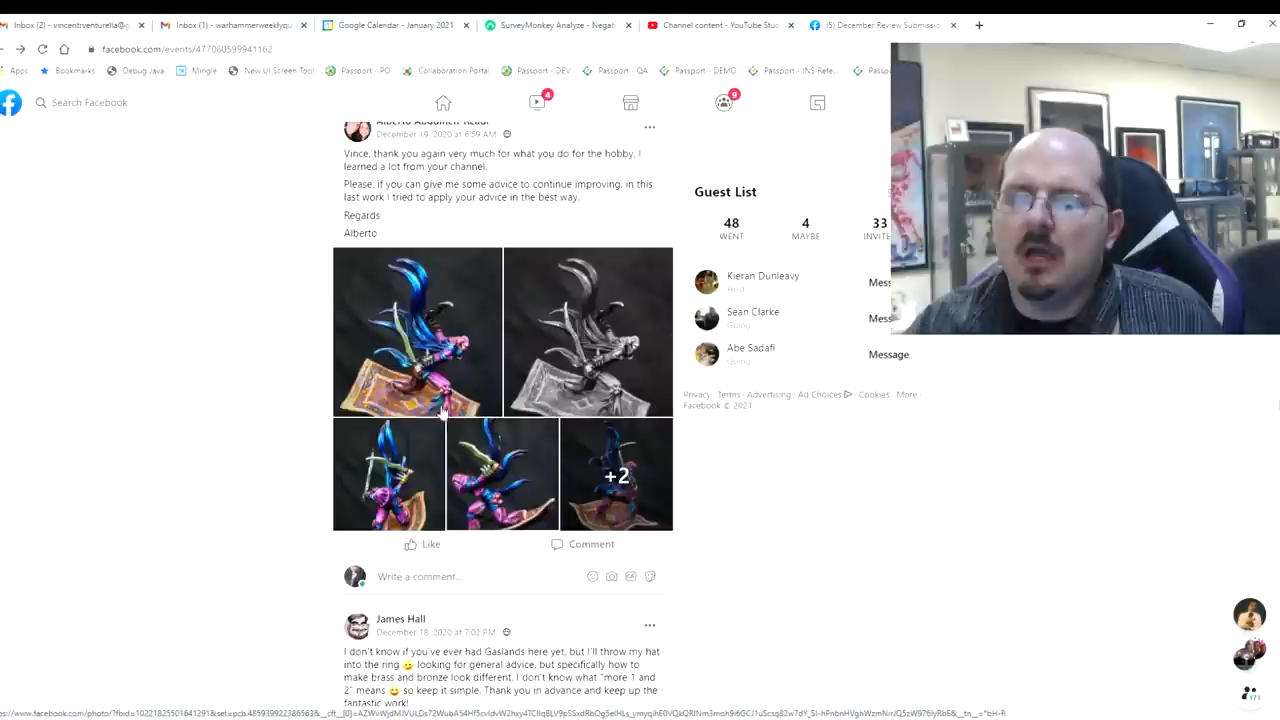 Inbox (2) - vincentrventurella@g
Inbox (1) - warhammerweeklyqu
Google Calendar - January 2021
SurveyMonkey Analyze - Negat
Channel content - YouTube Stu
(5) December Review Submissio
facebook.com/events/477060599941162
Apps
Bookmarks
Debug Java
Mingle
New UI Screen Tool
Passport - PO
Collaboration Portal
Passport - DEV
Passport - QA
Passport - DEMO
Passport - INS Refe...
Search Facebook
4
9
December 19, 2020 at 6:59 AM
Vince, thank you again very much for what you do for the hobby. I
learned a lot from your channel.
Please, if you can give me some advice to continue improving, in this
last work I tried to apply your advice in the best way.
Regards
Alberto
+2
Like
Comment
Write a comment...
James Hall
December 18, 2020 at 7:02 PM
I don't know if you've ever had Gaslands here yet, but I'll throw my hat
into the ring 😉 looking for general advice, but specifically how to
make brass and bronze look different. I don't know what "more 1 and
2" means 😄 so keep it simple. Thank you in advance and keep up the
fantastic work!
Guest List
48
4
33
WENT
MAYBE
INVITE
Kieran Dunleavy
Host
Mess
Sean Clarke
Going
Mess
Abe Sadafi
Going
Message
Privacy · Terms · Advertising · Ad Choices · Cookies · More ·
Facebook © 2021